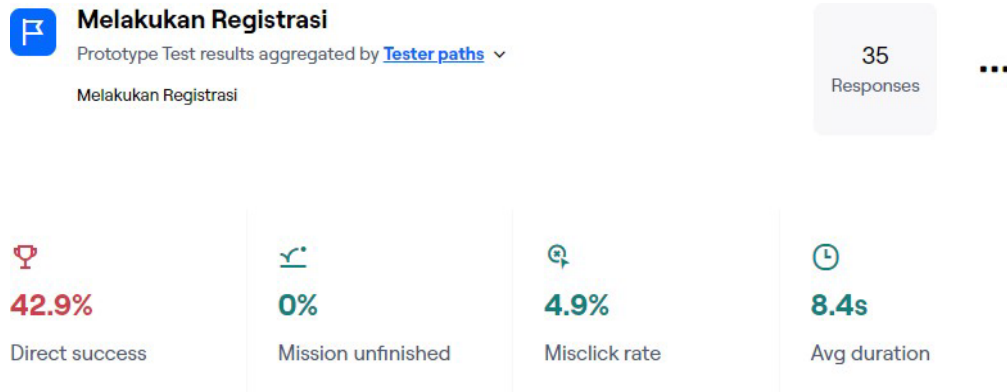 Melakukan Registrasi
Prototype Test results aggregated by Tester paths
Melakukan Registrasi
35
Responses
42.9%
Direct success
0%
Mission unfinished
4.9%
Misclick rate
8.4s
Avg duration